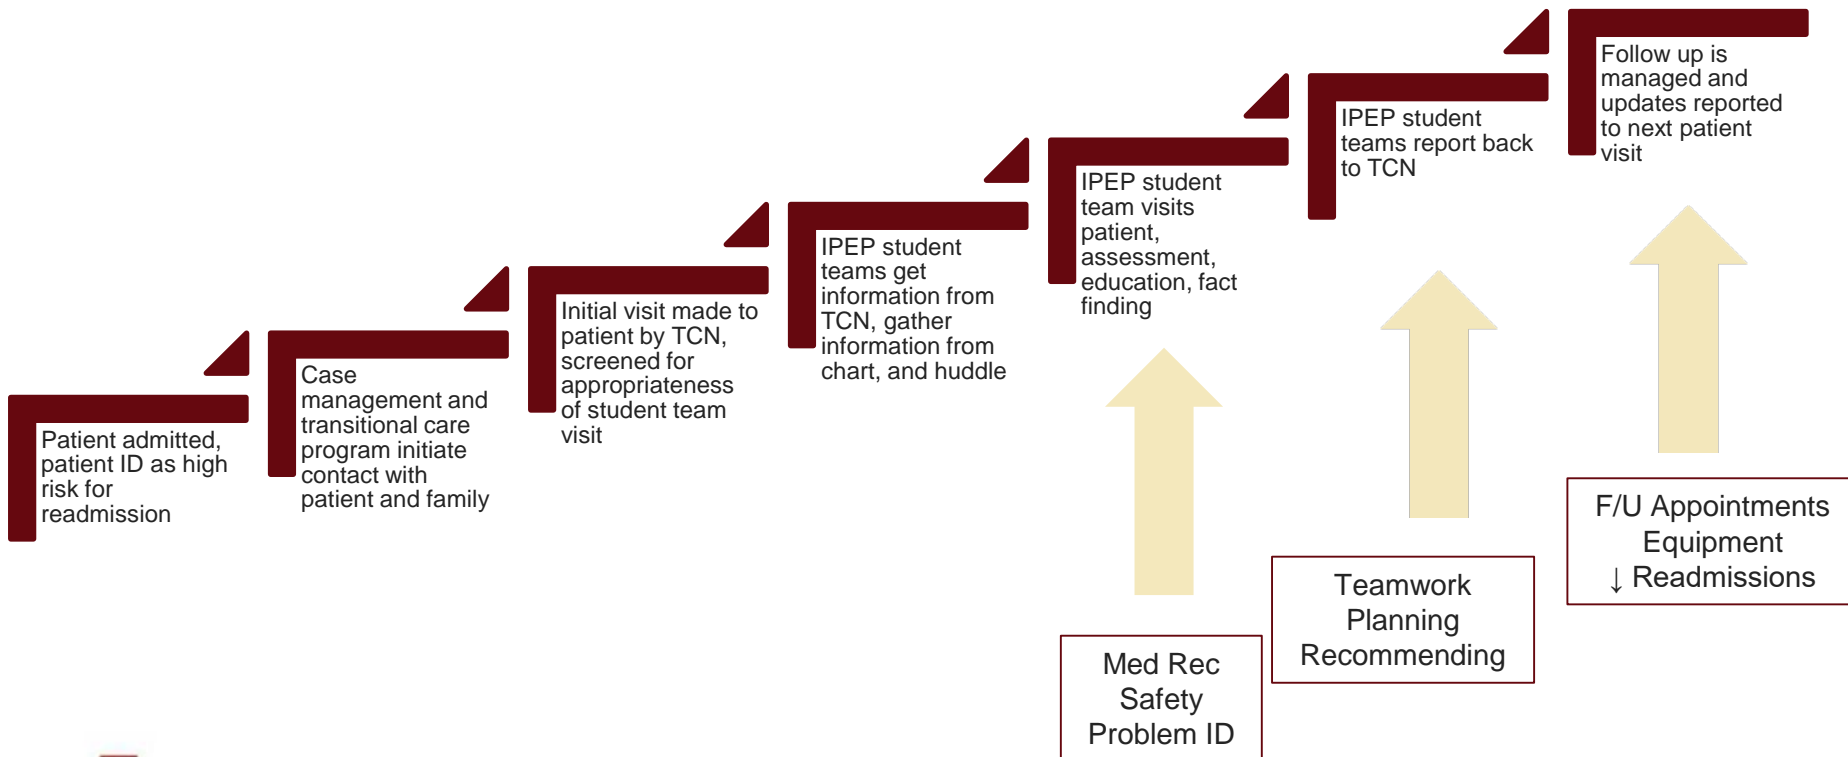 Patient admitted,
patient ID as high
risk for
readmission
Case
management and
transitional care
program initiate
contact with
patient and family
Initial visit made to
patient by TCN,
screened for
appropriateness
of student team
visit
IPEP student
teams get
information from
TCN, gather
information from
chart, and huddle
IPEP student
team visits
patient,
assessment,
education, fact
finding
IPEP student
teams report back
to TCN
Follow up is
managed and
updates reported
to next patient
visit
Med Rec
Safety
Problem ID
Teamwork
Planning
Recommending
F/U Appointments
Equipment
↓ Readmissions